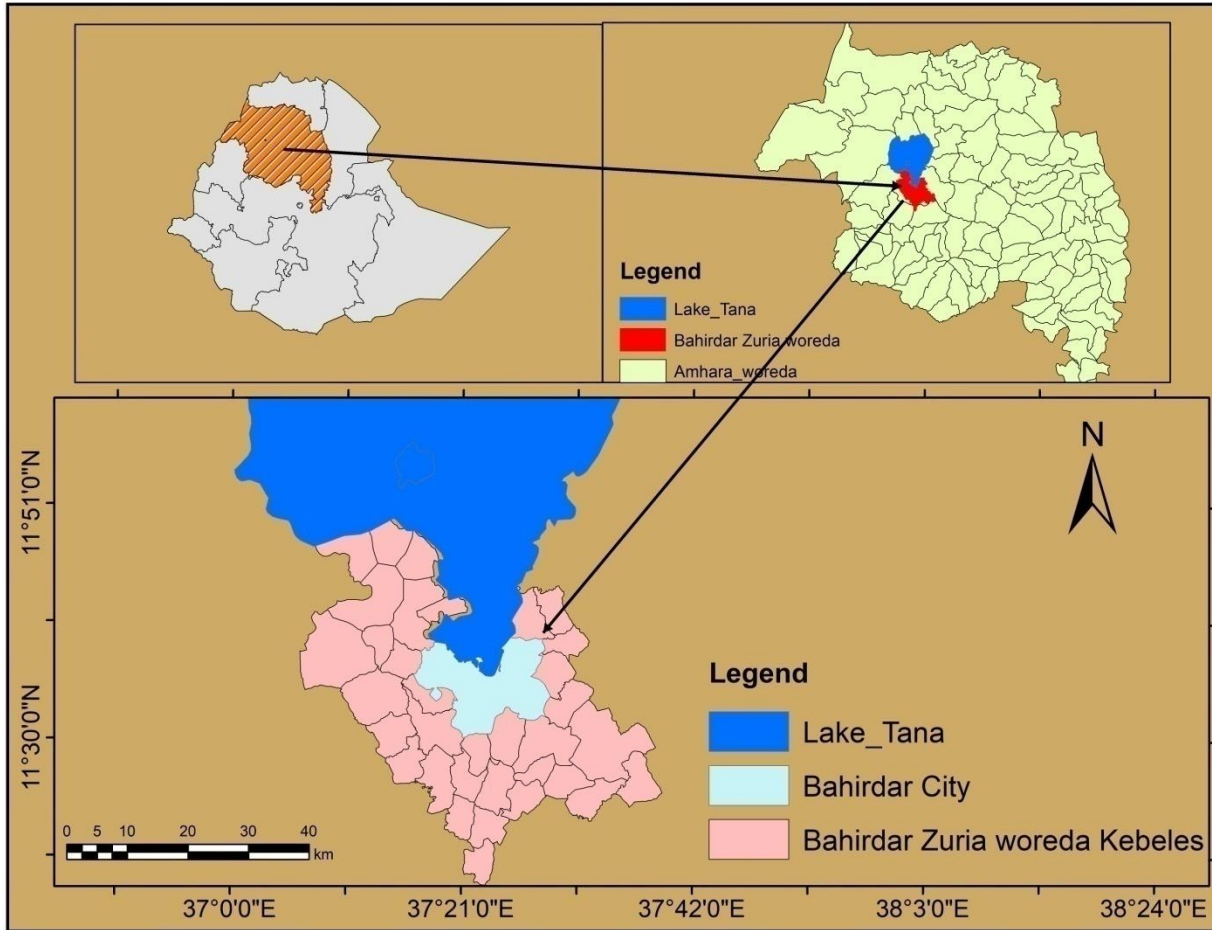 Legend
Lake_Tana
Bahirdar Zuria woreda
Amhara_woreda
N
11°51'0"N
11°30'0"N
Legend
Lake_Tana
Bahirdar City
Bahirdar Zuria woreda Kebeles
0 5 10 20 30 40
km
37°0'0"E 37°21'0"E 37°42'0"E 38°3'0"E 38°24'0"E